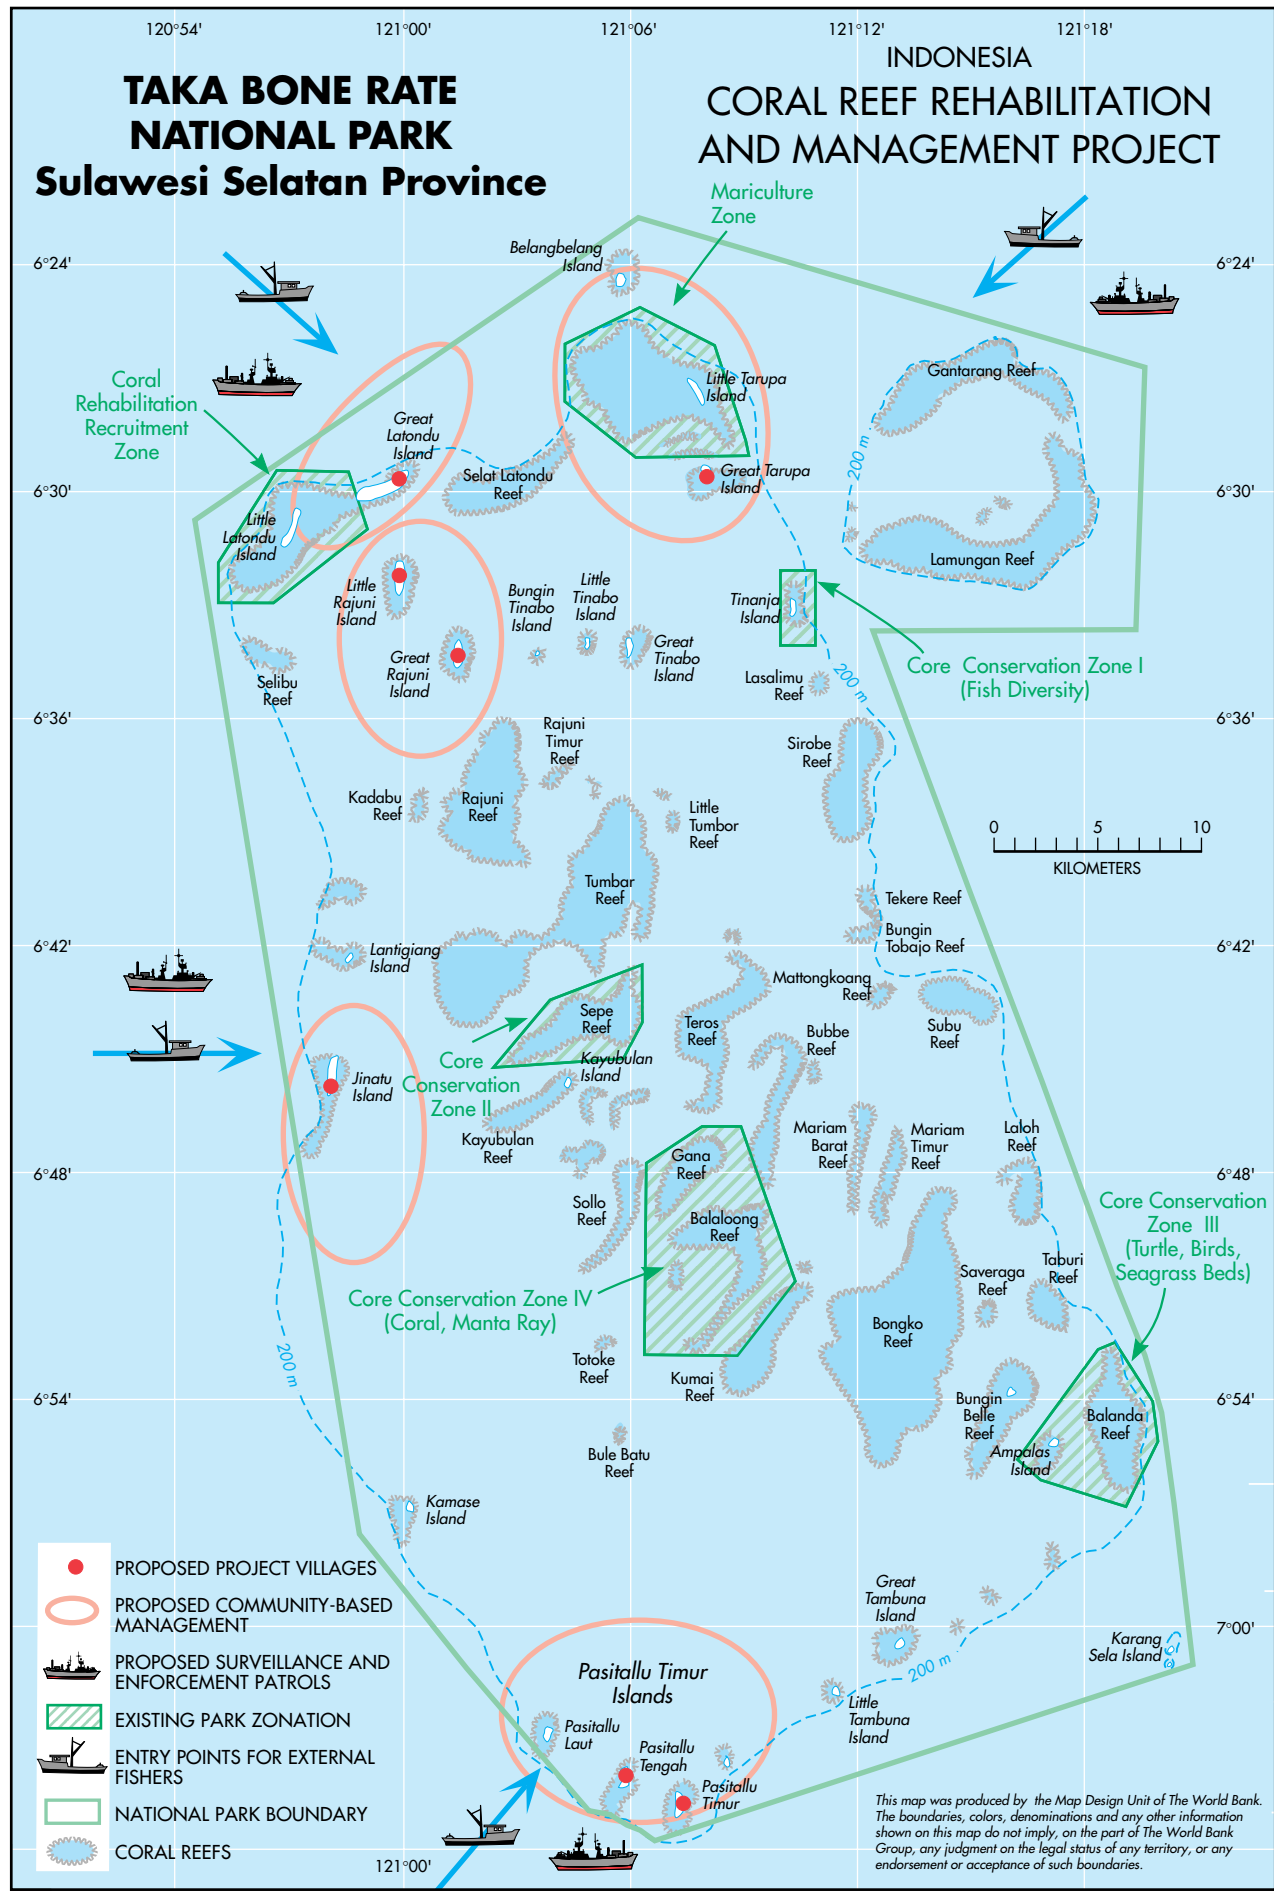 120°54'
121°00'
121°06'
121°12'
121°18'
TAKA BONE RATE
NATIONAL PARK
Sulawesi Selatan Province
INDONESIA
CORAL REEF REHABILITATION
AND MANAGEMENT PROJECT
Mariculture
Zone
Belangbelang
Island
6°24'
6°24'
Gantarang Reef
Little Tarupa
Island
Coral
Rehabilitation
Recruitment
Zone
Great
Latondu
Island
200 m
Selat Latondu
Reef
Great Tarupa
Island
6°30'
6°30'
Little
Latondu
Island
Lamungan Reef
Little
Rajuni
Island
Bungin
Tinabo
Island
Little
Tinabo
Island
Tinanja
Island
Great
Rajuni
Island
Great
Tinabo
Island
Core Conservation Zone I
(Fish Diversity)
Selibu
Reef
Lasalimu
Reef
200 m
6°36'
6°36'
Rajuni
Timur
Reef
Sirobe
Reef
Kadabu
Reef
Rajuni
Reef
Little
Tumbor
Reef
0
5
10
KILOMETERS
Tumbar
Reef
Tekere Reef
Bungin
Tobajo Reef
6°42'
6°42'
Lantigiang
Island
Mattongkoang
Reef
Sepe
Reef
Teros
Reef
Subu
Reef
Bubbe
Reef
Core
Conservation
Zone II
Kayubulan
Island
Jinatu
Island
Kayubulan
Reef
Mariam
Barat
Reef
Mariam
Timur
Reef
Laloh
Reef
Gana
Reef
6°48'
6°48'
Sollo
Reef
Balaloong
Reef
Core Conservation
Zone III
(Turtle, Birds,
Seagrass Beds)
Taburi
Reef
Saveraga
Reef
Core Conservation Zone IV
(Coral, Manta Ray)
Bongko
Reef
200 m
Totoke
Reef
Kumai
Reef
6°54'
6°54'
Bungin
Belle
Reef
Balanda
Reef
Bule Batu
Reef
Ampalas
Island
Kamase
Island
Great
Tambuna
Island
7°00'
Karang
Sela Island
200 m
Pasitallu Timur
Islands
Little
Tambuna
Island
Pasitallu
Laut
Pasitallu
Tengah
Pasitallu
Timur
PROPOSED PROJECT VILLAGES
PROPOSED COMMUNITY-BASED
MANAGEMENT
PROPOSED SURVEILLANCE AND
ENFORCEMENT PATROLS
EXISTING PARK ZONATION
ENTRY POINTS FOR EXTERNAL
FISHERS
NATIONAL PARK BOUNDARY
CORAL REEFS
121°00'
This map was produced by the Map Design Unit of The World Bank.
The boundaries, colors, denominations and any other information
shown on this map do not imply, on the part of The World Bank
Group, any judgment on the legal status of any territory, or any
endorsement or acceptance of such boundaries.